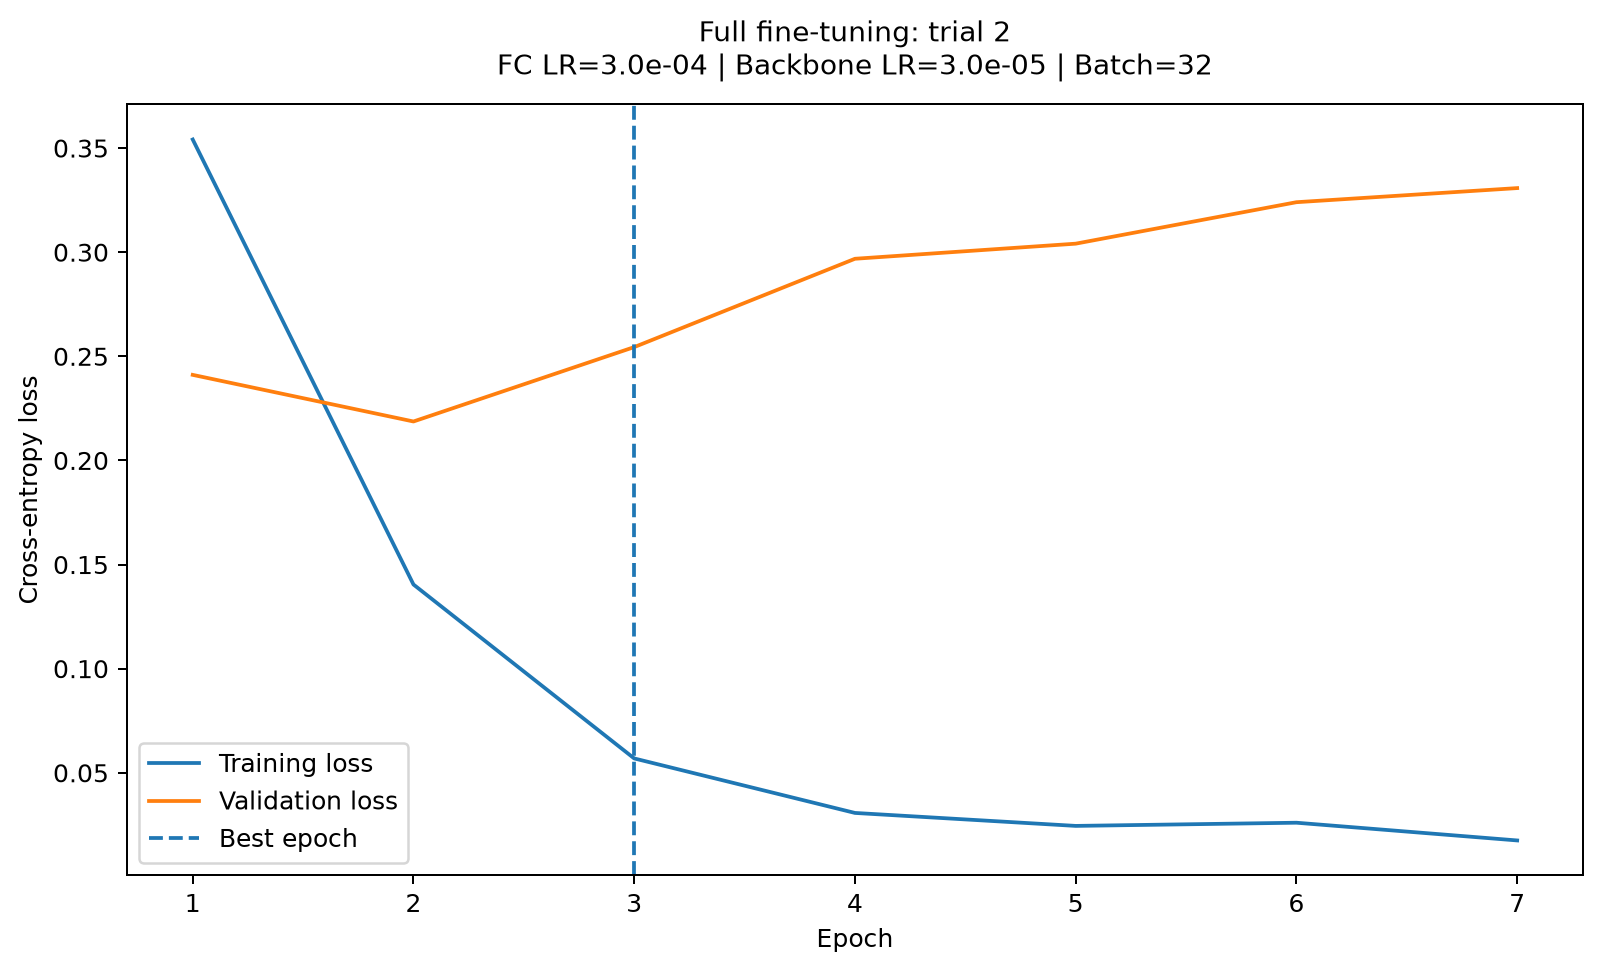 Full fine-tuning: trial 2
FC LR=3.0e-04 | Backbone LR=3.0e-05 | Batch=32
Cross-entropy loss
0.35
0.30
0.25
0.20
0.15
0.10
0.05
Training loss
Validation loss
Best epoch
1 2 3 4 5 6 7
Epoch